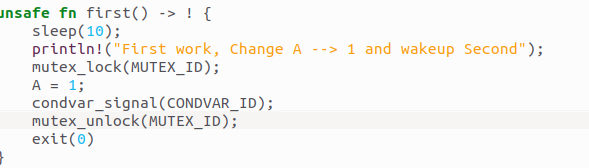 unsafe fn first() -> ! {
    sleep(10);
    println!("First work, Change A --> 1 and wakeup Second");
    mutex_lock(MUTEX_ID);
    A = 1;
    condvar_signal(CONDVAR_ID);
    mutex_unlock(MUTEX_ID);
    exit(0)
}